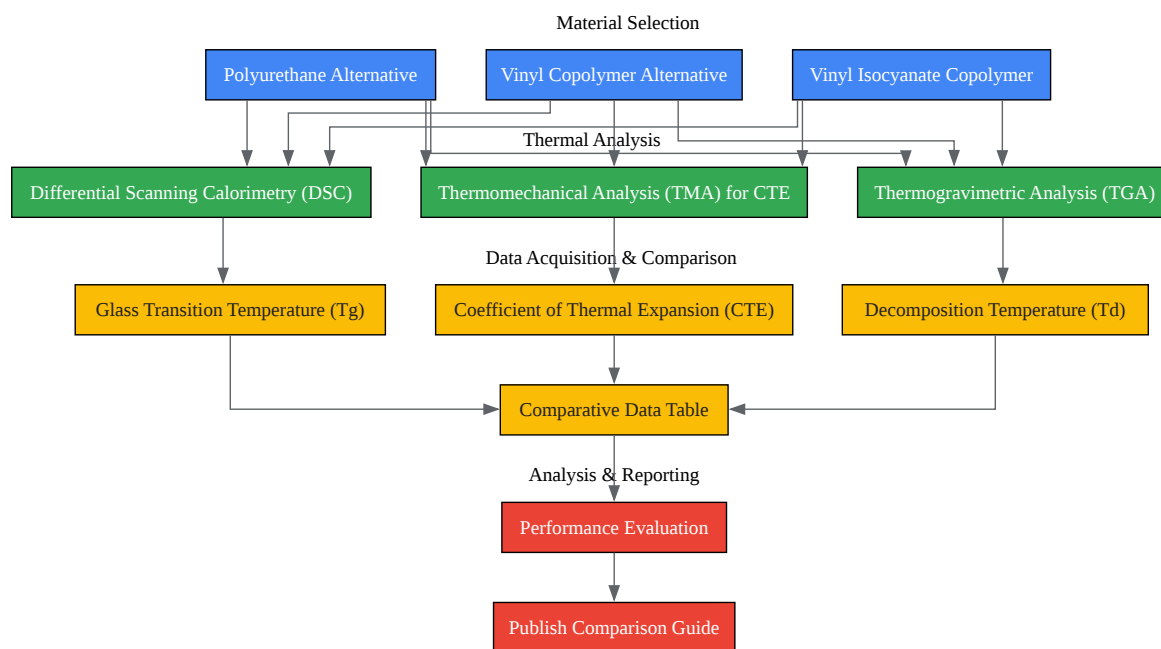 Material Selection
Polyurethane Alternative
Vinyl Copolymer Alternative
Vinyl Isocyanate Copolymer
Thermal Analysis
Differential Scanning Calorimetry (DSC)
Thermomechanical Analysis (TMA) for CTE
Thermogravimetric Analysis (TGA)
Data Acquisition & Comparison
Glass Transition Temperature (Tg)
Coefficient of Thermal Expansion (CTE)
Decomposition Temperature (Td)
Comparative Data Table
Analysis & Reporting
Performance Evaluation
Publish Comparison Guide